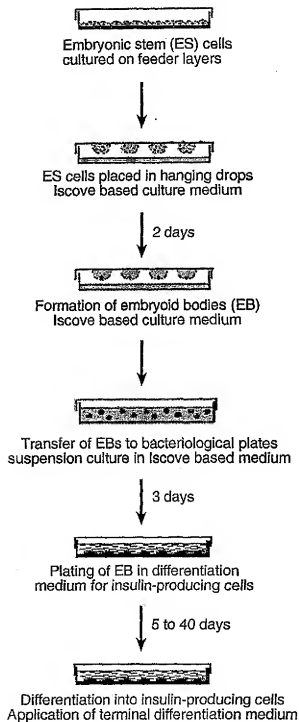 Embryonic stem (ES) cells
cultured on feeder layers
ES cells placed in hanging drops
Iscove based culture medium
2 days
Formation of embryoid bodies (EB)
Iscove based culture medium
Transfer of EBs to bacteriological plates
suspension culture in Iscove based medium
3 days
Plating of EB in differentiation
medium for insulin-producing cells
5 to 40 days
Differentiation into insulin-producing cells
Application of terminal differentiation medium